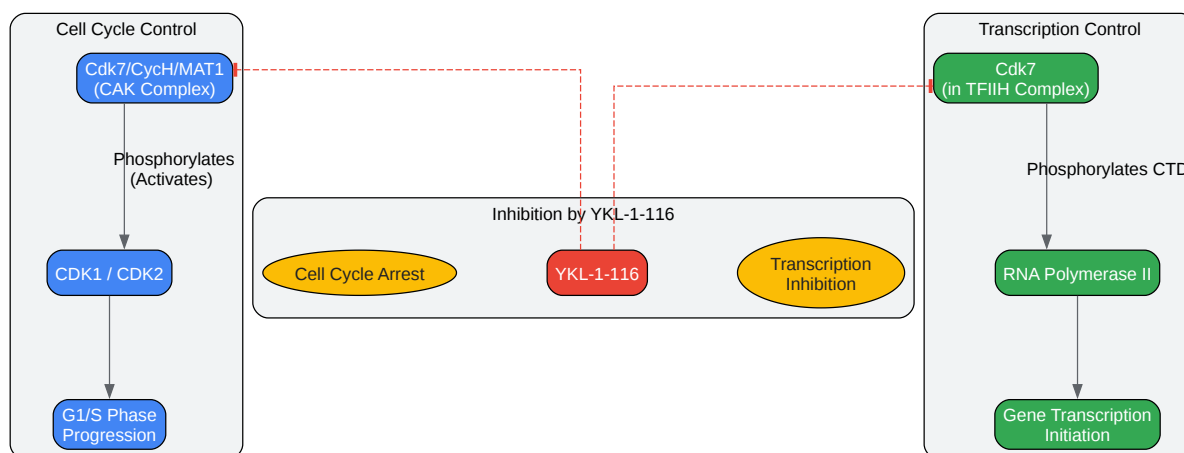 Cell Cycle Control
Cdk7/CycH/MAT1
(CAK Complex)
Phosphorylates
(Activates)
CDK1 / CDK2
G1/S Phase
Progression
Inhibition by YKL-1-116
Cell Cycle Arrest
YKL-1-116
Transcription
Inhibition
Transcription Control
Cdk7
(in TFIIH Complex)
Phosphorylates CTD
RNA Polymerase II
Gene Transcription
Initiation